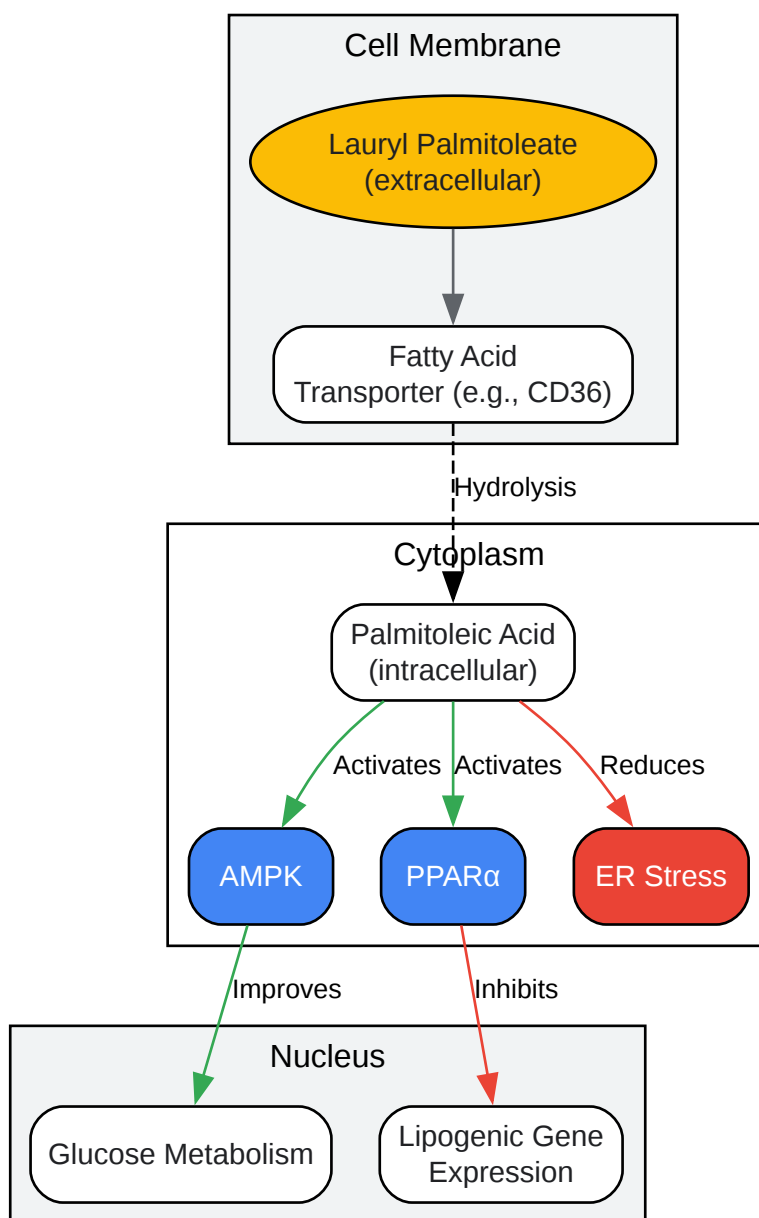 Cell Membrane
Lauryl Palmitoleate
(extracellular)
Fatty Acid
Transporter (e.g., CD36)
Hydrolysis
Cytoplasm
Palmitoleic Acid
(intracellular)
Activates
Activates
Reduces
AMPK
PPARα
ER Stress
Improves
Inhibits
Nucleus
Glucose Metabolism
Lipogenic Gene
Expression